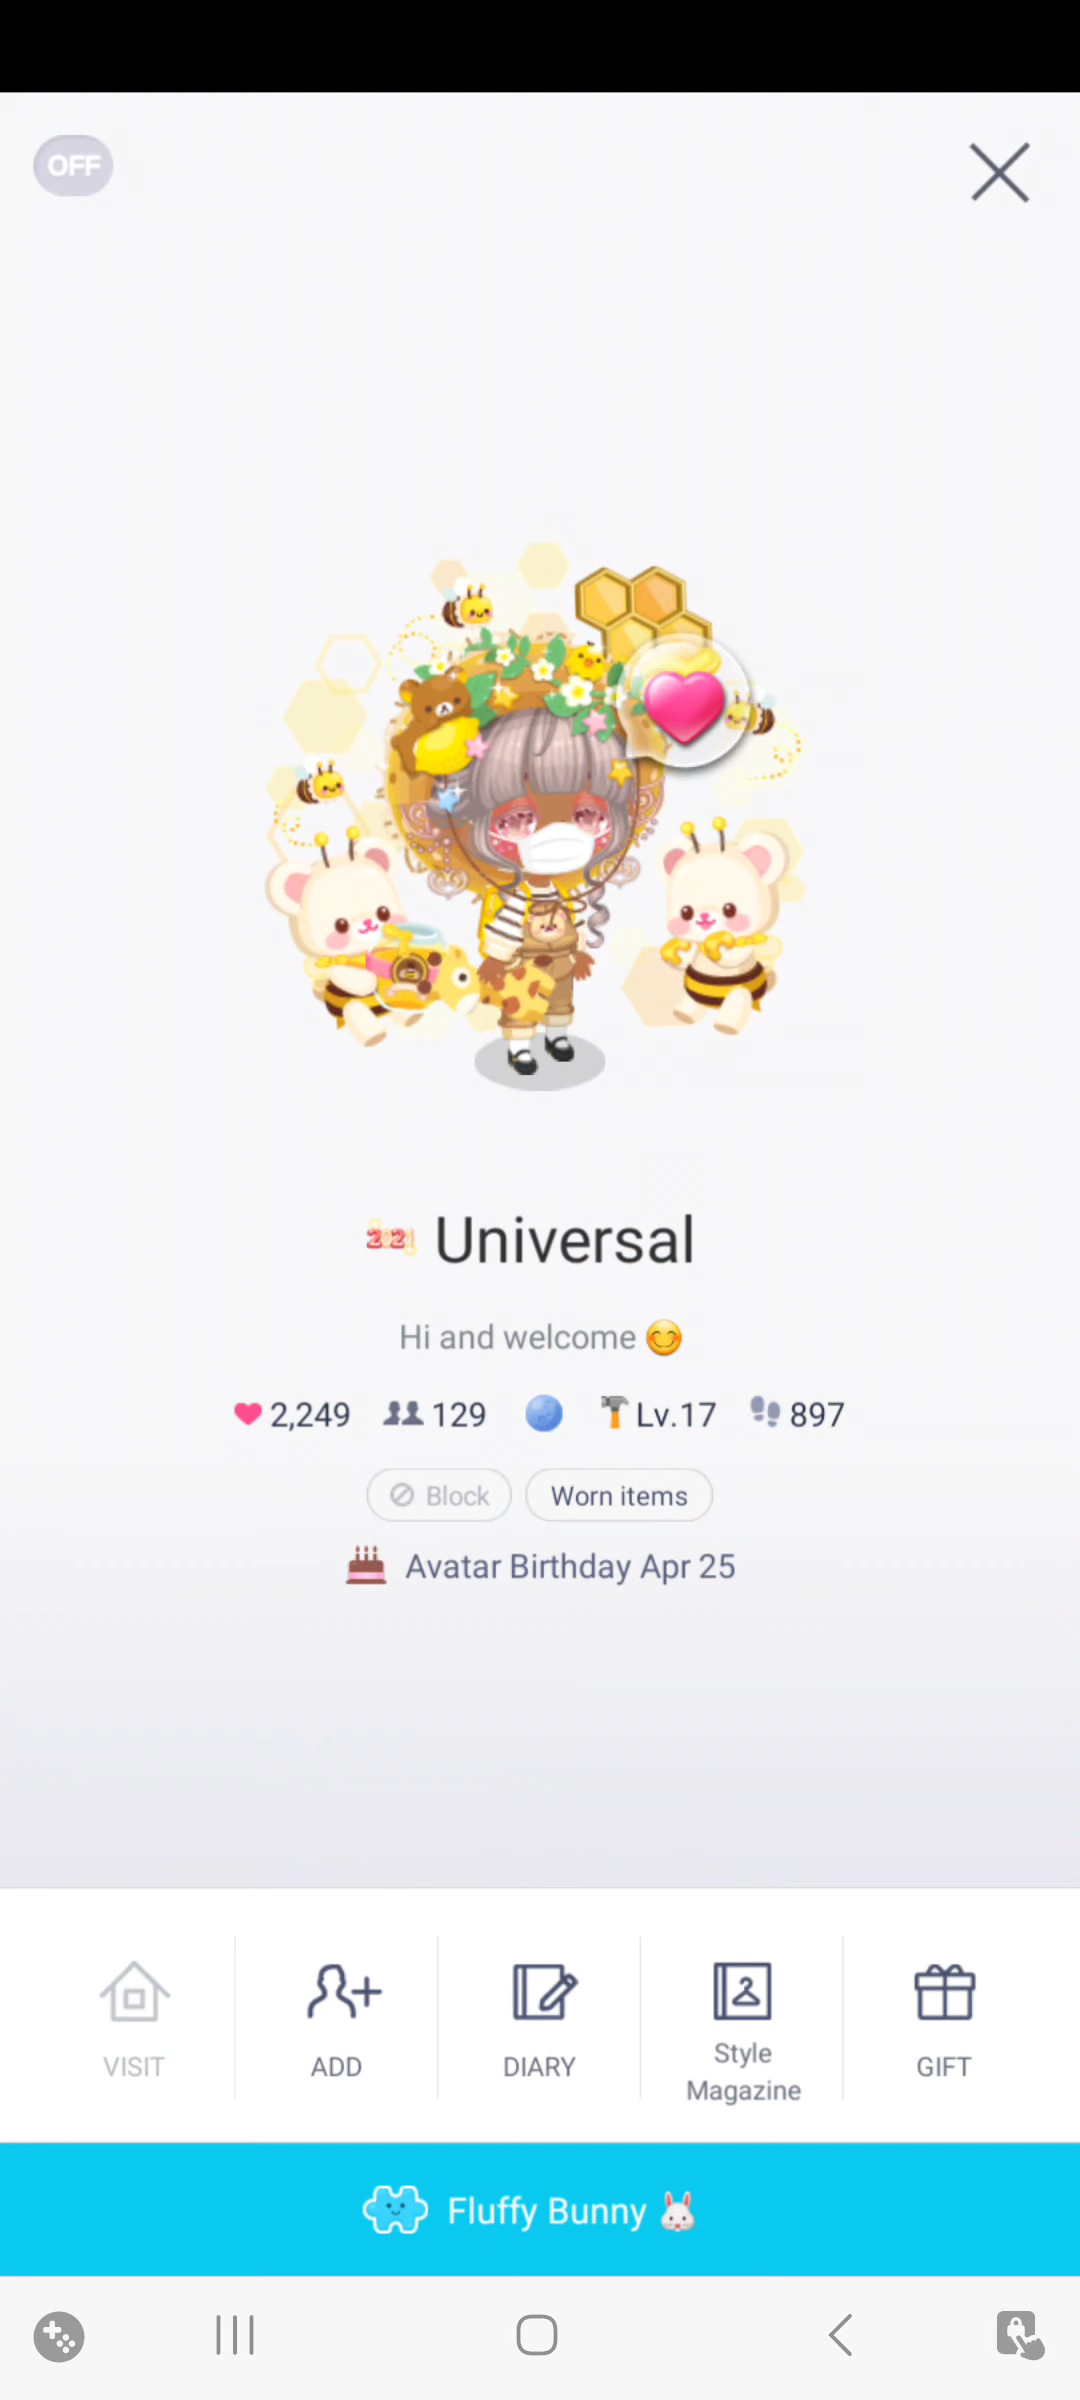 OFF
2021 Universal
Hi and welcome 😊
2,249 129 Lv.17 897
Block Worn items
Avatar Birthday Apr 25
VISIT ADD DIARY Style Magazine GIFT
Fluffy Bunny 🐰